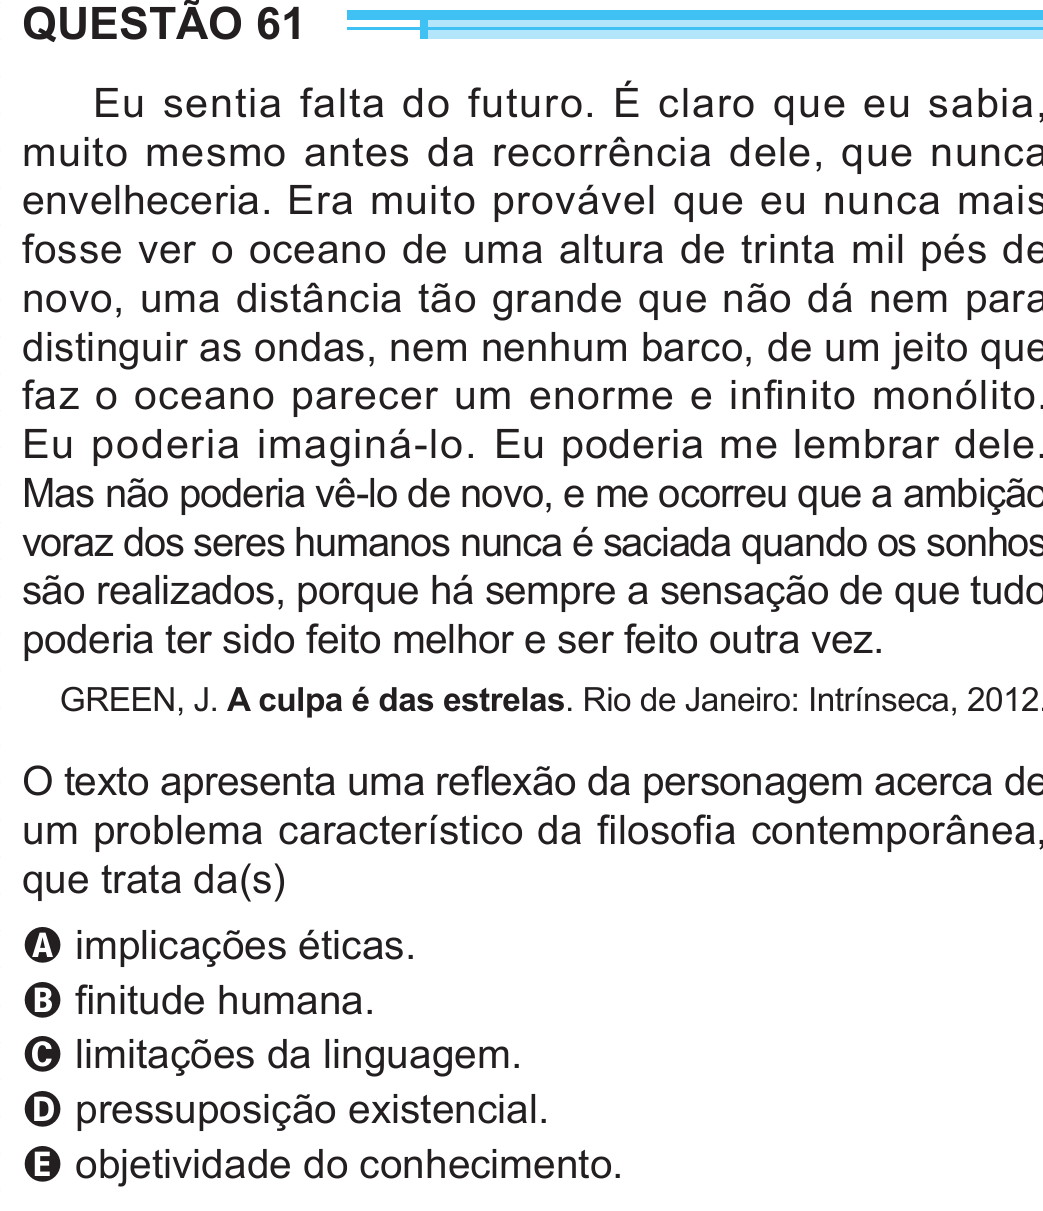 QUESTÃO 61
Eu sentia falta do futuro. É claro que eu sabia,
muito mesmo antes da recorrência dele, que nunca
envelheceria. Era muito provável que eu nunca mais
fosse ver o oceano de uma altura de trinta mil pés de
novo, uma distância tão grande que não dá nem para
distinguir as ondas, nem nenhum barco, de um jeito que
faz o oceano parecer um enorme e infinito monólito.
Eu poderia imaginá-lo. Eu poderia me lembrar dele.
Mas não poderia vê-lo de novo, e me ocorreu que a ambição
voraz dos seres humanos nunca é saciada quando os sonhos
são realizados, porque há sempre a sensação de que tudo
poderia ter sido feito melhor e ser feito outra vez.
GREEN, J. A culpa é das estrelas. Rio de Janeiro: Intrínseca, 2012.
O texto apresenta uma reflexão da personagem acerca de
um problema característico da filosofia contemporânea,
que trata da(s)
A implicações éticas.
B finitude humana.
C limitações da linguagem.
D pressuposição existencial.
E objetividade do conhecimento.